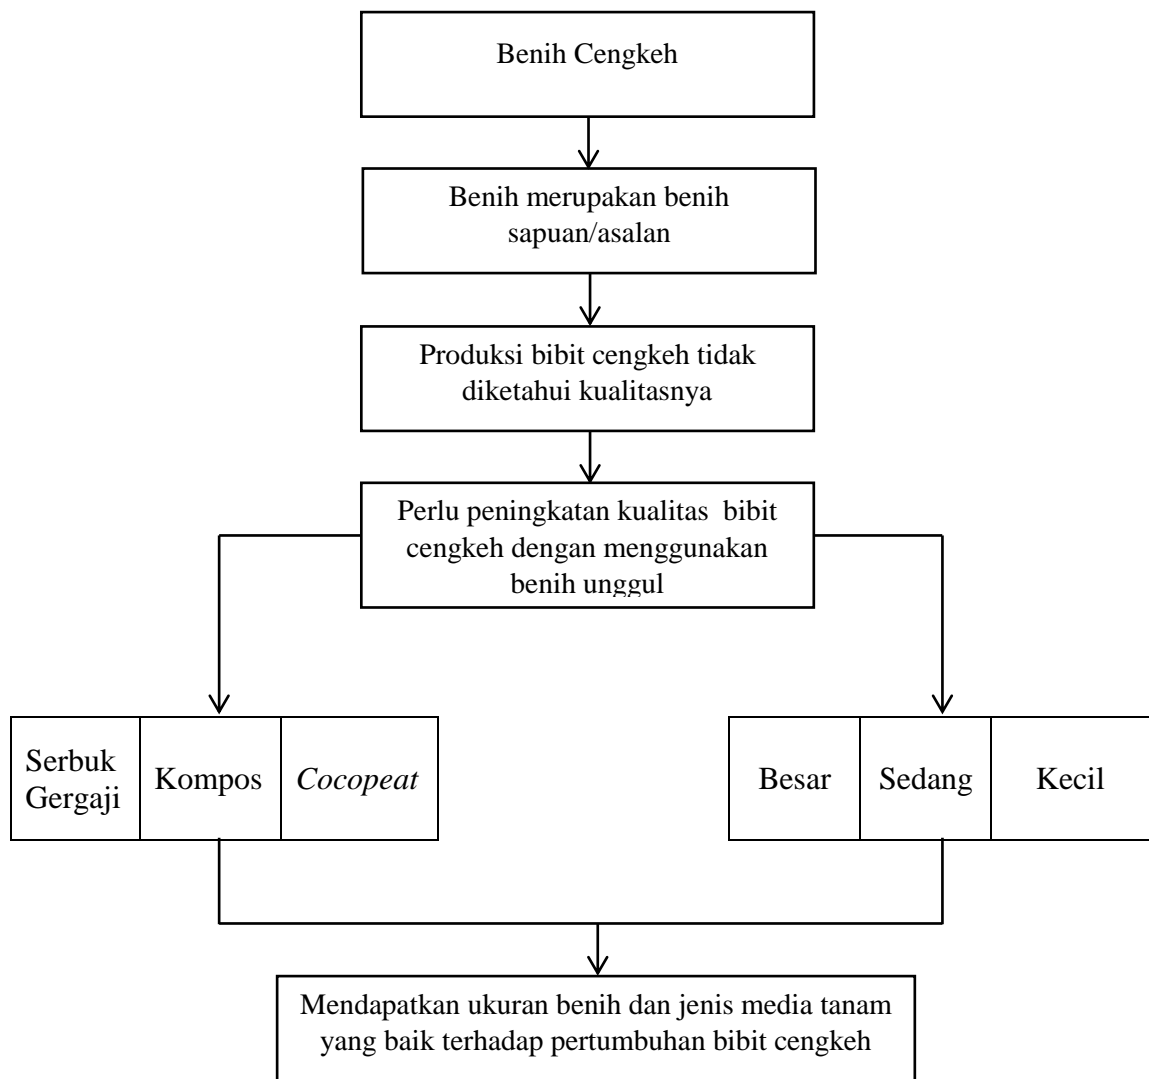 Benih Cengkeh
Benih merupakan benih
sapuan/asalan
Produksi bibit cengkeh tidak
diketahui kualitasnya
Perlu peningkatan kualitas bibit
cengkeh dengan menggunakan
benih unggul
Serbuk
Gergaji
Kompos
Cocopeat
Besar
Sedang
Kecil
Mendapatkan ukuran benih dan jenis media tanam
yang baik terhadap pertumbuhan bibit cengkeh